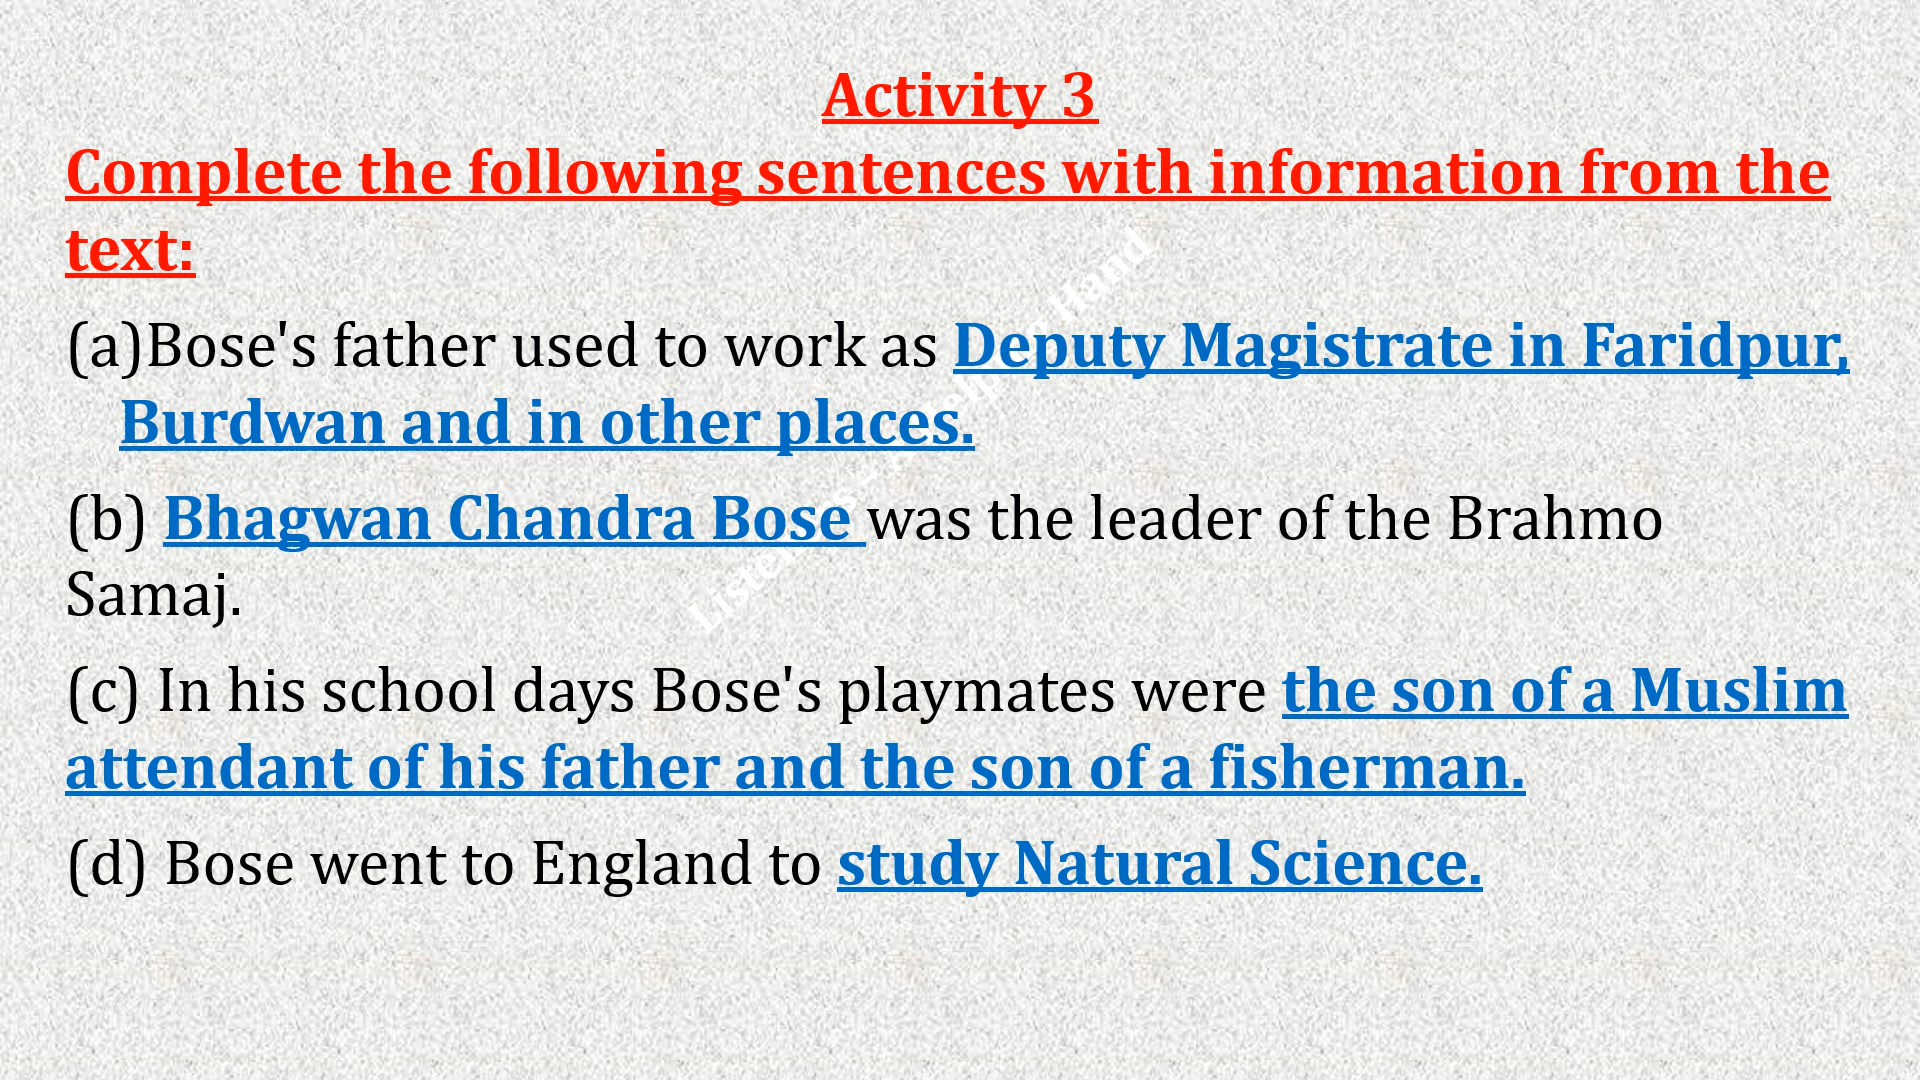 Activity 3
Complete the following sentences with information from the
text:
(a)Bose's father used to work as Deputy Magistrate in Faridpur,
Burdwan and in other places.
(b) Bhagwan Chandra Bose was the leader of the Brahmo
Samaj.
(c) In his school days Bose's playmates were the son of a Muslim
attendant of his father and the son of a fisherman.
(d) Bose went to England to study Natural Science.
Hand